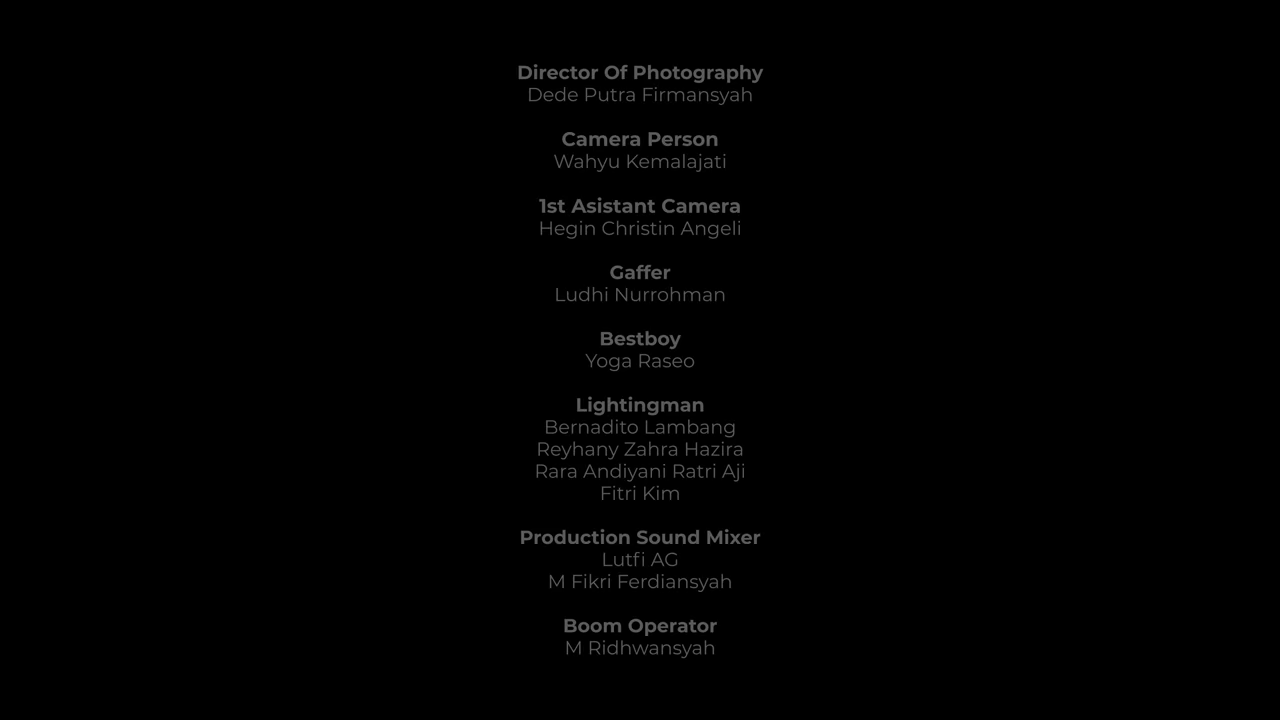 Director Of Photography
Dede Putra Firmansyah
Camera Person
Wahyu Kemalajati
1st Asistant Camera
Hegin Christin Angeli
Gaffer
Ludhi Nurrohman
Bestboy
Yoga Raseo
Lightingman
Bernadito Lambang
Reyhany Zahra Hazira
Rara Andiyani Ratri Aji
Fitri Kim
Production Sound Mixer
Lutfi AG
M Fikri Ferdiansyah
Boom Operator
M Ridhwansyah